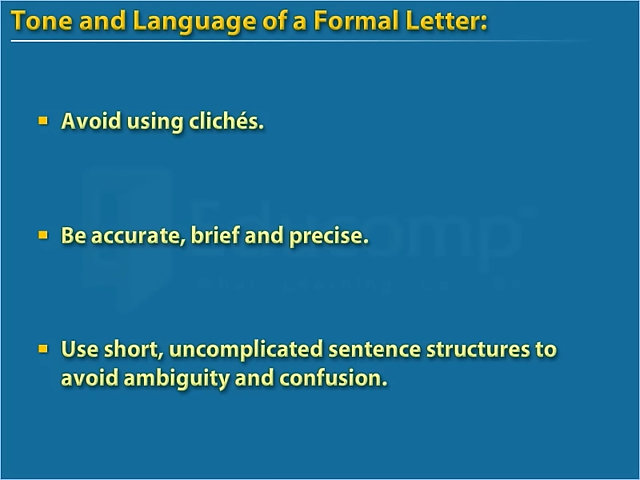 Tone and Language of a Formal Letter:
Avoid using clichés.
Educomp
Be accurate, brief and precise.
Use short, uncomplicated sentence structures to
avoid ambiguity and confusion.